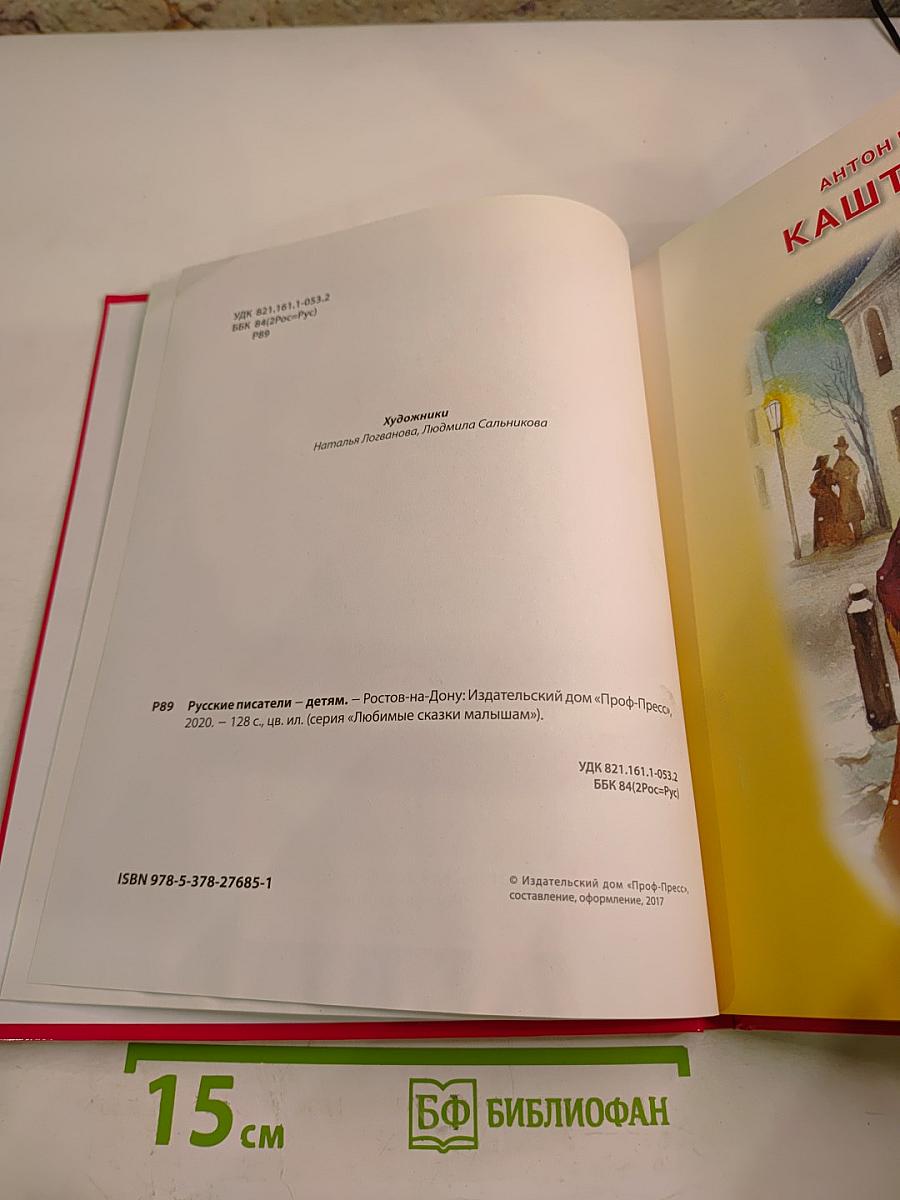 УДК 821.161.1-053.2
ББК 84(2Рос=Рус)
Р89
Художники
Наталья Логванова, Людмила Сальникова
Р89 Русские писатели – детям. – Ростов-на-Дону: Издательский дом «Проф-Пресс»,
2020. – 128 с., цв. ил. (серия «Любимые сказки малышам»).
УДК 821.161.1-053.2
ББК 84(2Рос=Рус)
ISBN 978-5-378-27685-1
© Издательский дом «Проф-Пресс»,
составление, оформление, 2017
АНТОН
КАШТ
15 см
БФ БИБЛИОФАН